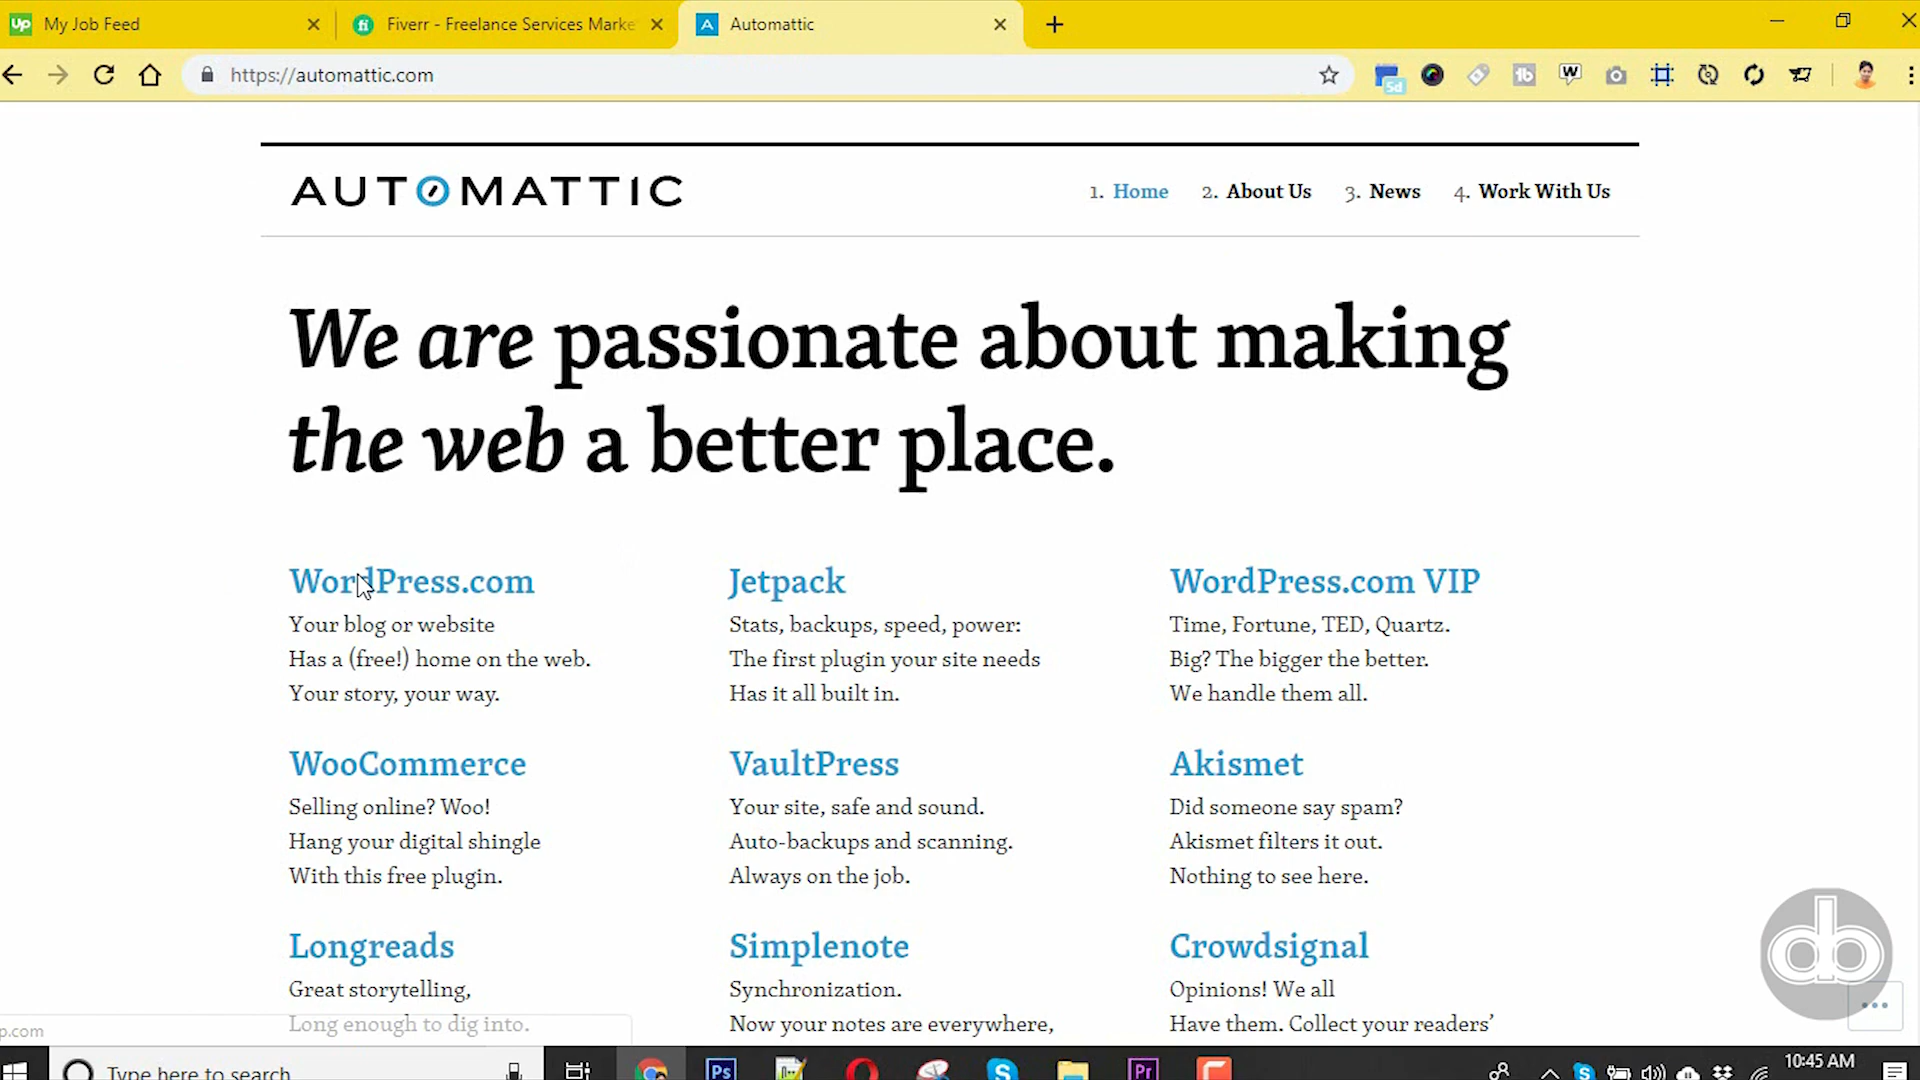 My Job Feed
Fiverr - Freelance Services Marke
Automattic
https://automattic.com
5d
AUTOMATTIC
1. Home 2. About Us 3. News 4. Work With Us
We are passionate about making
the web a better place.
WordPress.com
Your blog or website
Has a (free!) home on the web.
Your story, your way.
Jetpack
Stats, backups, speed, power:
The first plugin your site needs
Has it all built in.
WordPress.com VIP
Time, Fortune, TED, Quartz.
Big? The bigger the better.
We handle them all.
WooCommerce
Selling online? Woo!
Hang your digital shingle
With this free plugin.
VaultPress
Your site, safe and sound.
Auto-backups and scanning.
Always on the job.
Akismet
Did someone say spam?
Akismet filters it out.
Nothing to see here.
Longreads
Great storytelling,
Long enough to dig into.
Simplenote
Synchronization.
Now your notes are everywhere,
Crowdsignal
Opinions! We all
Have them. Collect your readers’
p.com
Type here to search
10:45 AM